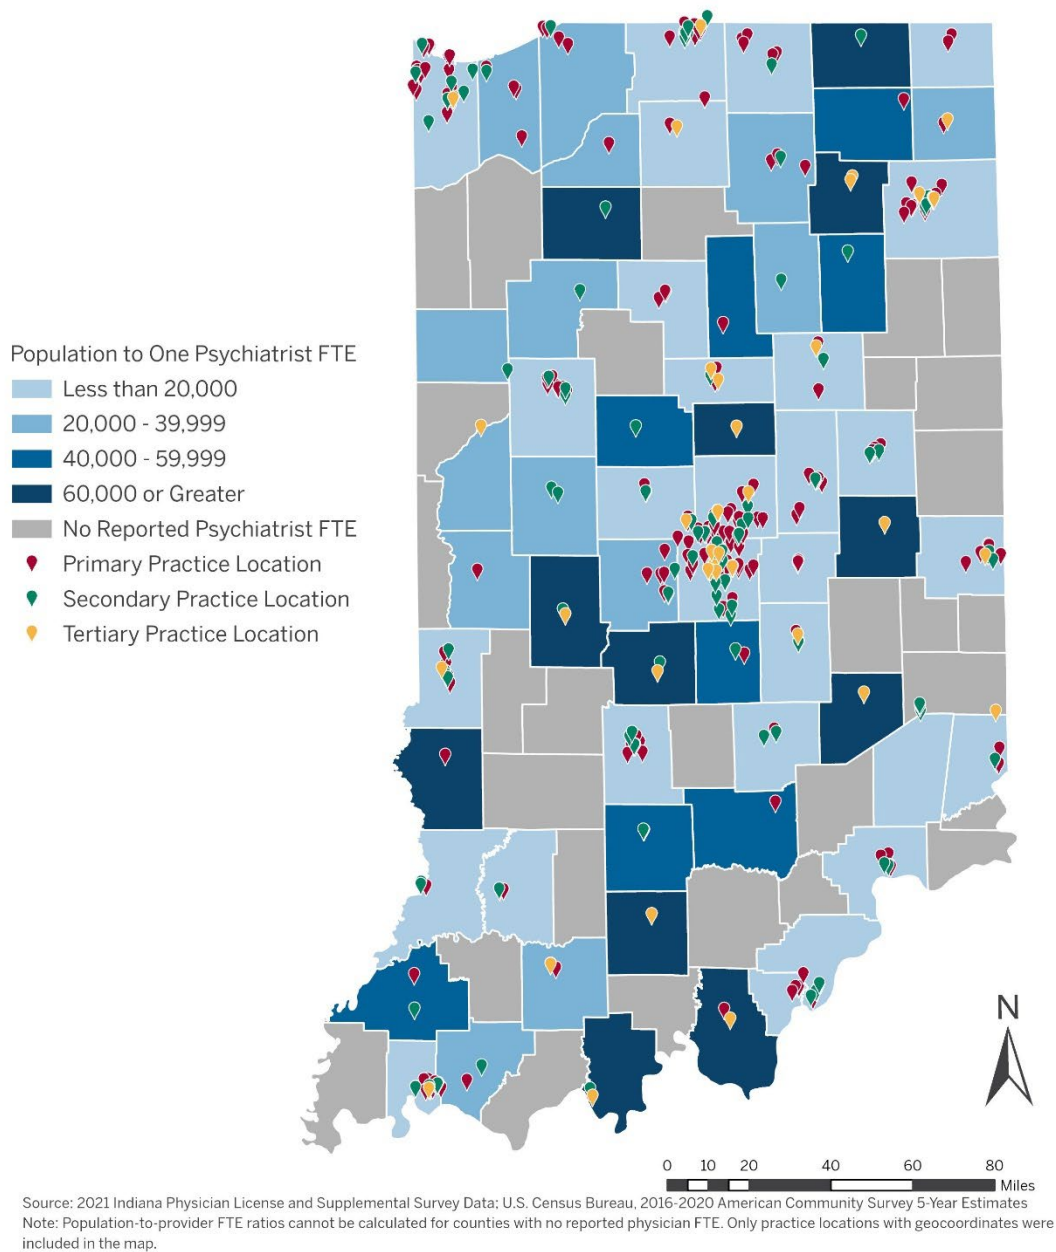 Population to One Psychiatrist FTE
Less than 20,000
20,000 - 39,999
40,000 - 59,999
60,000 or Greater
No Reported Psychiatrist FTE
Primary Practice Location
Secondary Practice Location
Tertiary Practice Location
N
0 10 20 40 60 80
Miles
Source: 2021 Indiana Physician License and Supplemental Survey Data; U.S. Census Bureau, 2016-2020 American Community Survey 5-Year Estimates
Note: Population-to-provider FTE ratios cannot be calculated for counties with no reported physician FTE. Only practice locations with geocoordinates were
included in the map.